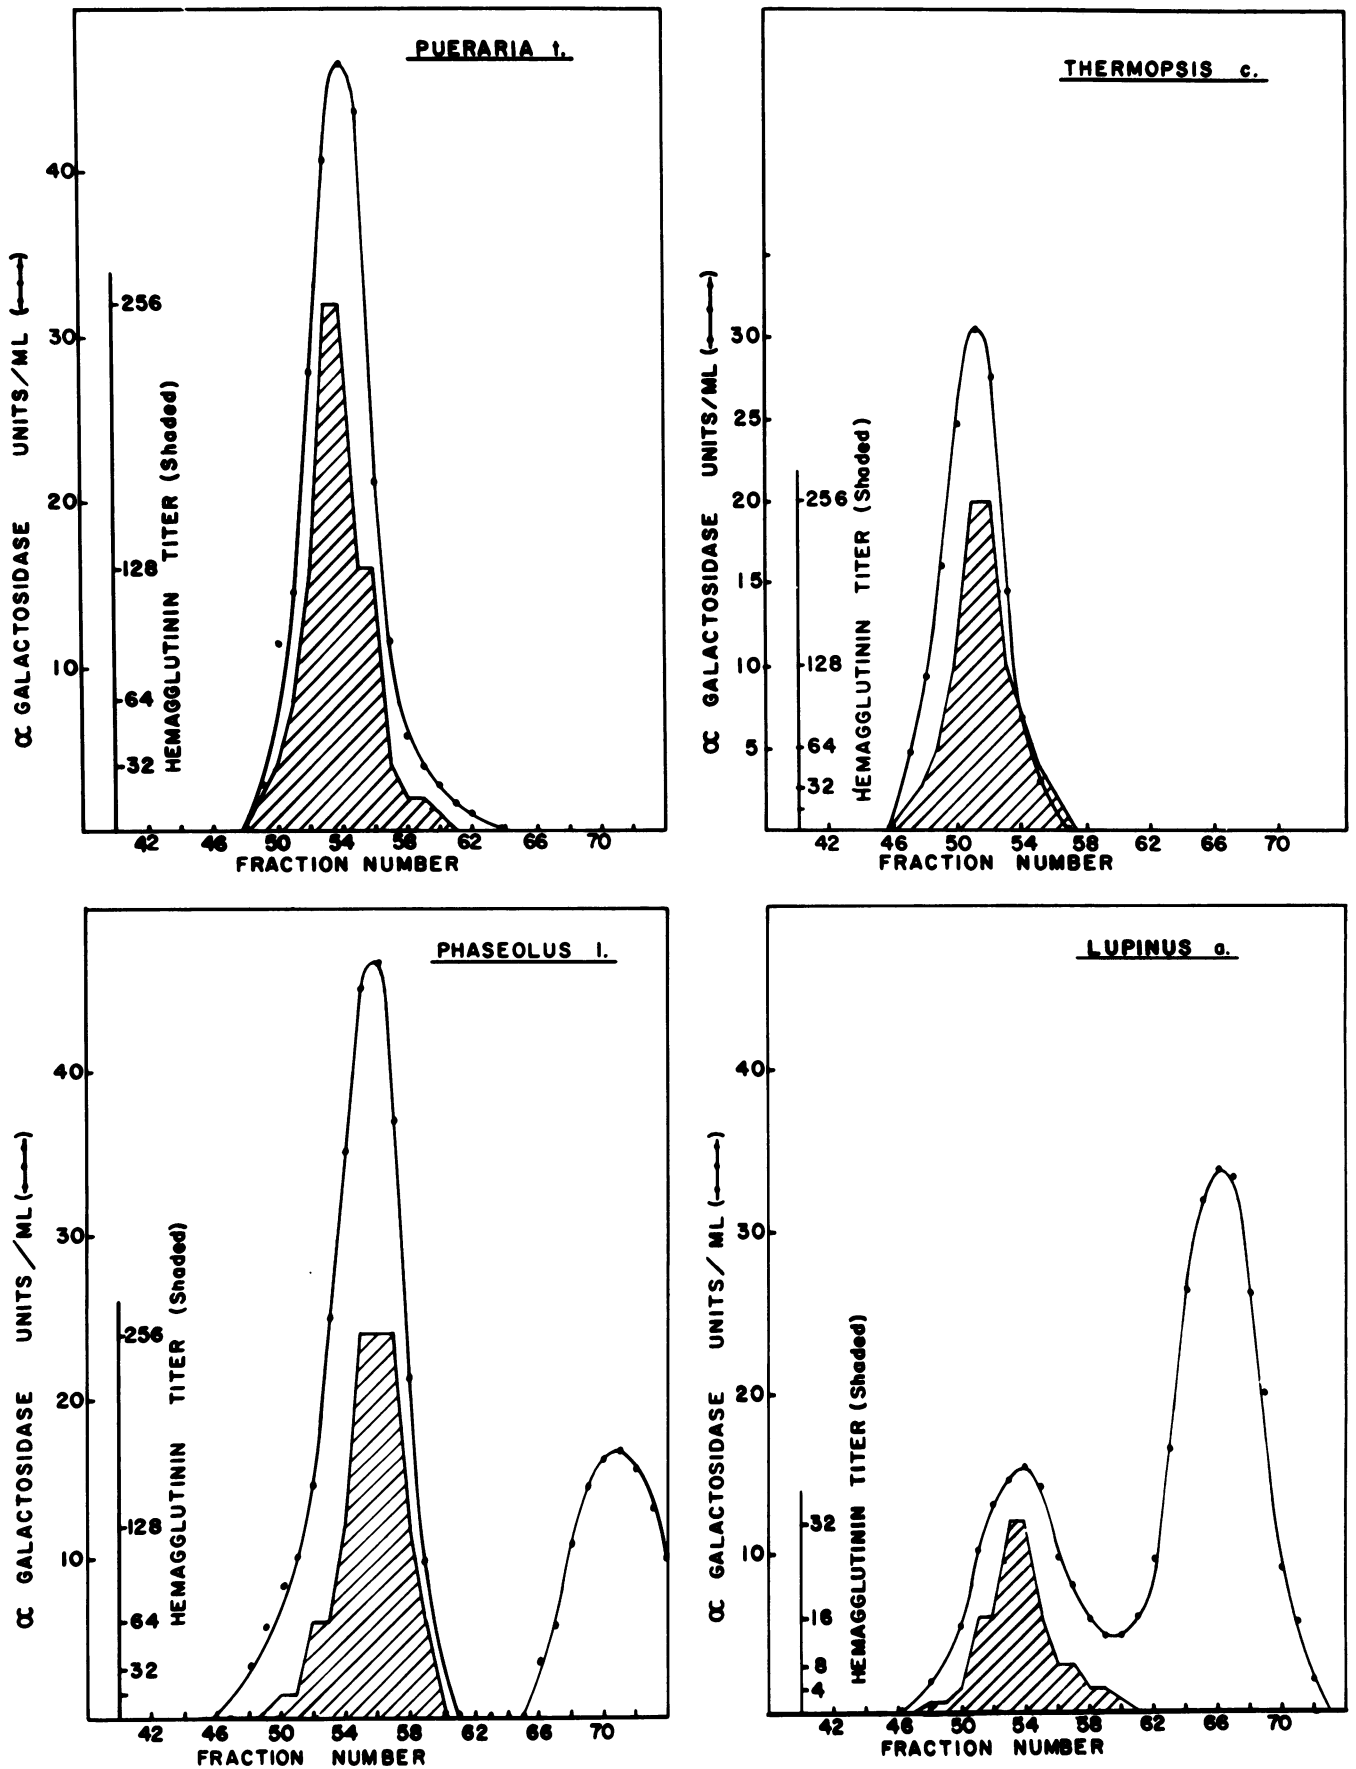 PUERARIA t.
40
30
20
10
256
128
64
32
∝ GALACTOSIDASE UNITS/ML (•–•–•)
HEMAGGLUTININ TITER (Shaded)
42 46 50 54 58 62 66 70
FRACTION NUMBER
THERMOPSIS c.
30
25
20
15
10
5
256
128
64
32
∝ GALACTOSIDASE UNITS/ML (•–•–•)
HEMAGGLUTININ TITER (Shaded)
42 46 50 54 58 62 66 70
FRACTION NUMBER
PHASEOLUS l.
40
30
20
10
256
128
64
32
∝ GALACTOSIDASE UNITS/ML (•–•–•)
HEMAGGLUTININ TITER (Shaded)
42 46 50 54 58 62 66 70
FRACTION NUMBER
LUPINUS a.
40
30
20
10
32
16
8
4
∝ GALACTOSIDASE UNITS/ML (•–•–•)
HEMAGGLUTININ TITER (Shaded)
42 46 50 54 58 62 66 70
FRACTION NUMBER